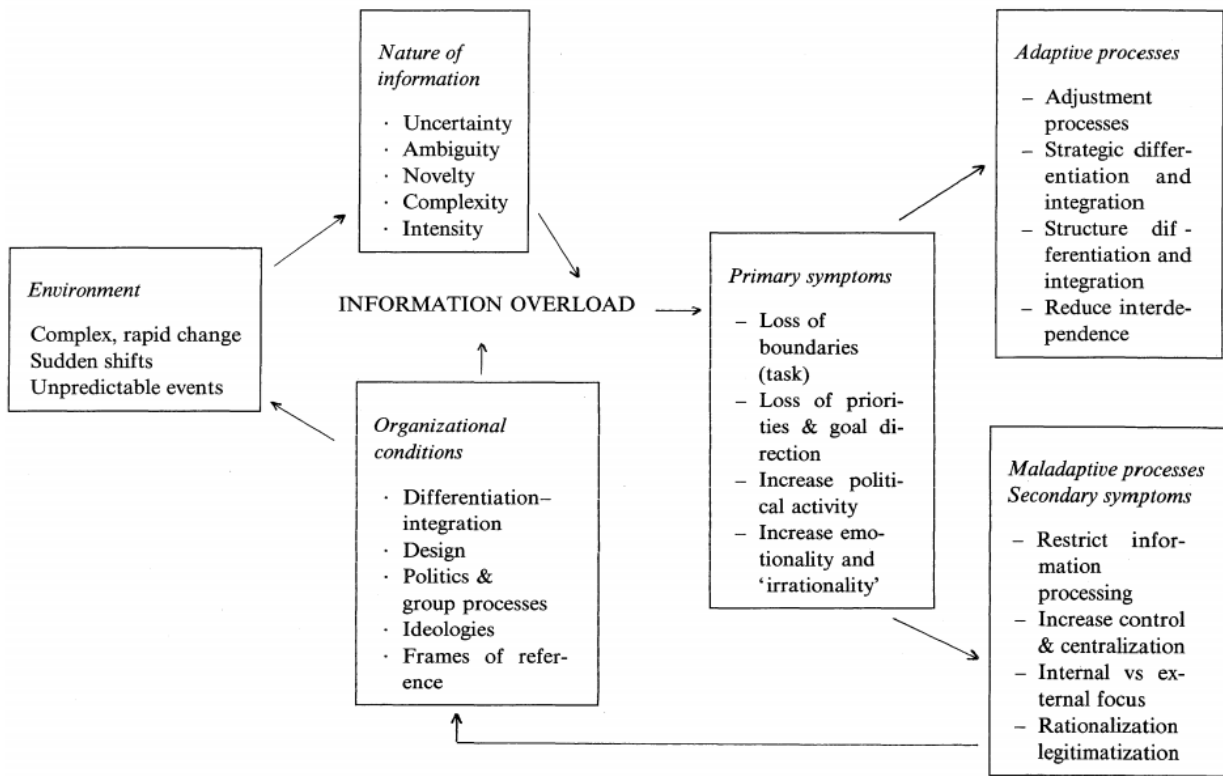 Nature of
information
· Uncertainty
· Ambiguity
· Novelty
· Complexity
· Intensity
Environment
Complex, rapid change
Sudden shifts
Unpredictable events
INFORMATION OVERLOAD
Organizational
conditions
· Differentiation–
integration
· Design
· Politics &
group processes
· Ideologies
· Frames of refer-
ence
Primary symptoms
– Loss of
boundaries
(task)
– Loss of priori-
ties & goal di-
rection
– Increase politi-
cal activity
– Increase emo-
tionality and
‘irrationality’
Adaptive processes
– Adjustment
processes
– Strategic differ-
entiation and
integration
– Structure dif -
ferentiation and
integration
– Reduce interde-
pendence
Maladaptive processes
Secondary symptoms
– Restrict infor-
mation
processing
– Increase control
& centralization
– Internal vs ex-
ternal focus
– Rationalization
legitimatization